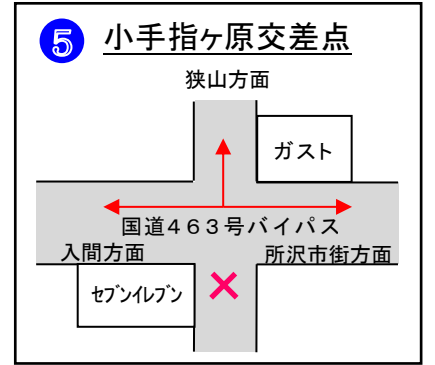 5 小手指ヶ原交差点
狭山方面
ガスト
国道463号バイパス
入間方面
所沢市街方面
セブンイレブン